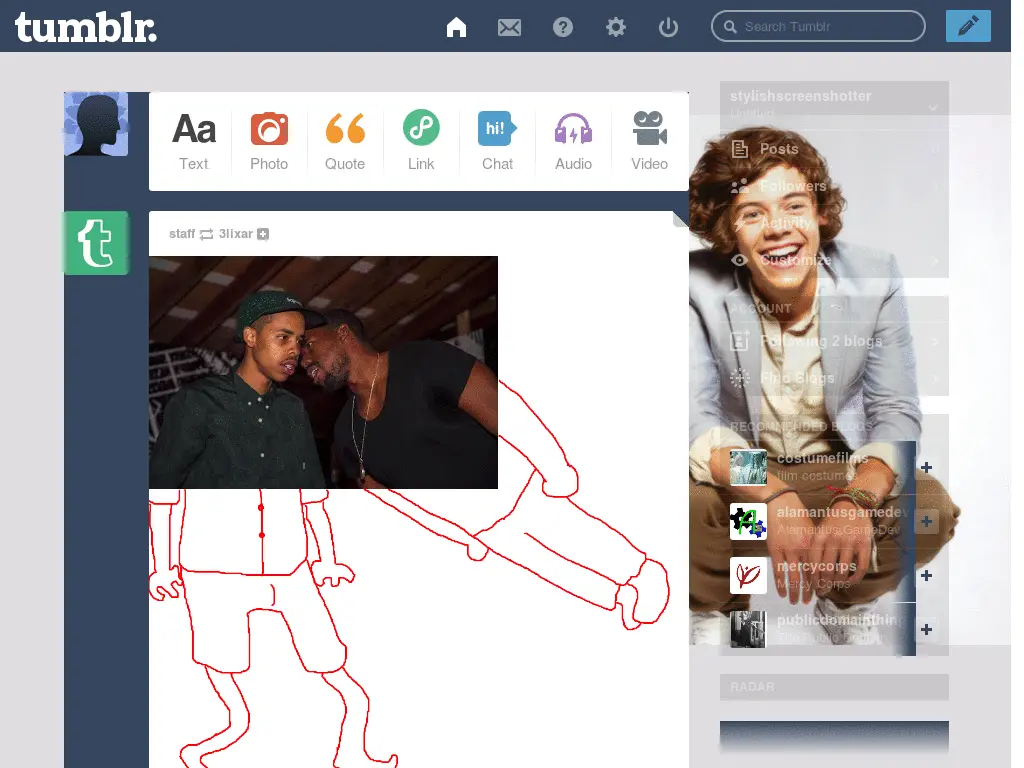 tumblr.
Search Tumblr
Aa
hi!
Text
Photo
Quote
Link
Chat
Audio
Video
t
staff 3lixar
stylishscreenshotter
Untitled
Posts
Followers
Activity
Customize
ACCOUNT
Following 2 blogs
Find Blogs
RECOMMENDED BLOGS
costumefilms
film costumes
alamantusgamedev
Alamantus GameDev
mercycorps
Mercy Corps
publicdomainthin
The Public Domain
RADAR